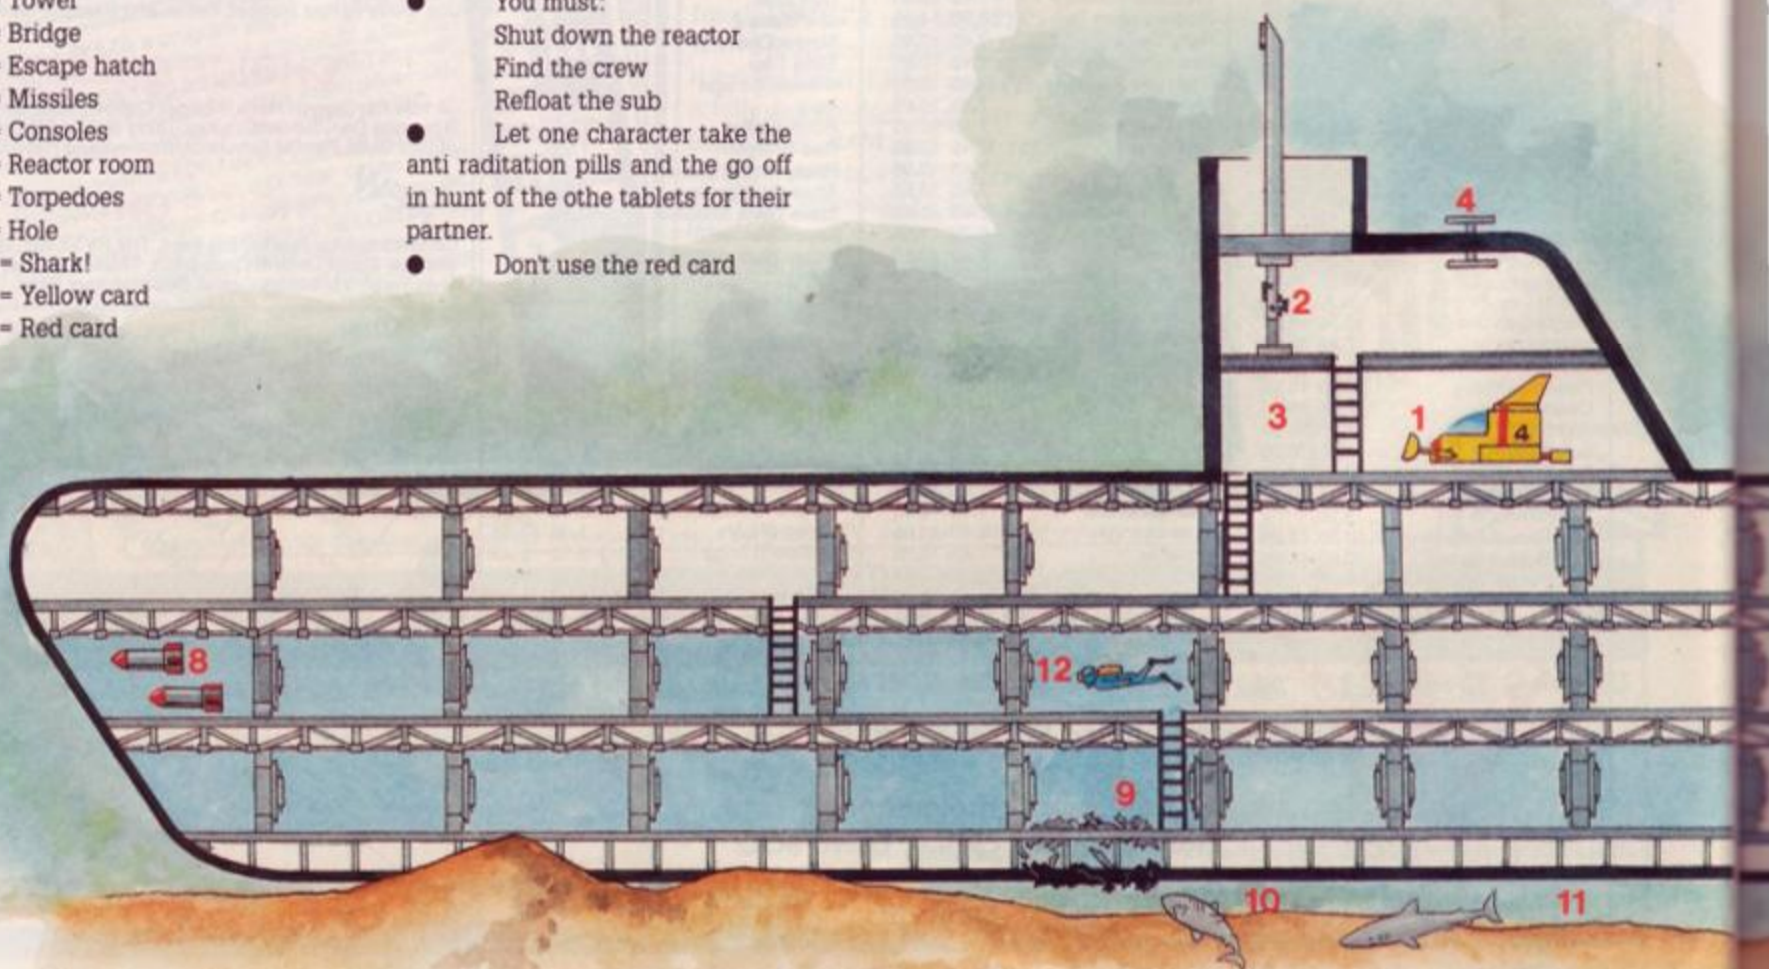 Tower
Bridge
Escape hatch
Missiles
Consoles
Reactor room
Torpedoes
Hole
= Shark!
= Yellow card
= Red card
● You must:
Shut down the reactor
Find the crew
Refloat the sub
● Let one character take the
anti raditation pills and the go off
in hunt of the othe tablets for their
partner.
● Don't use the red card
4
2
3
1
4
8
12
9
10
11